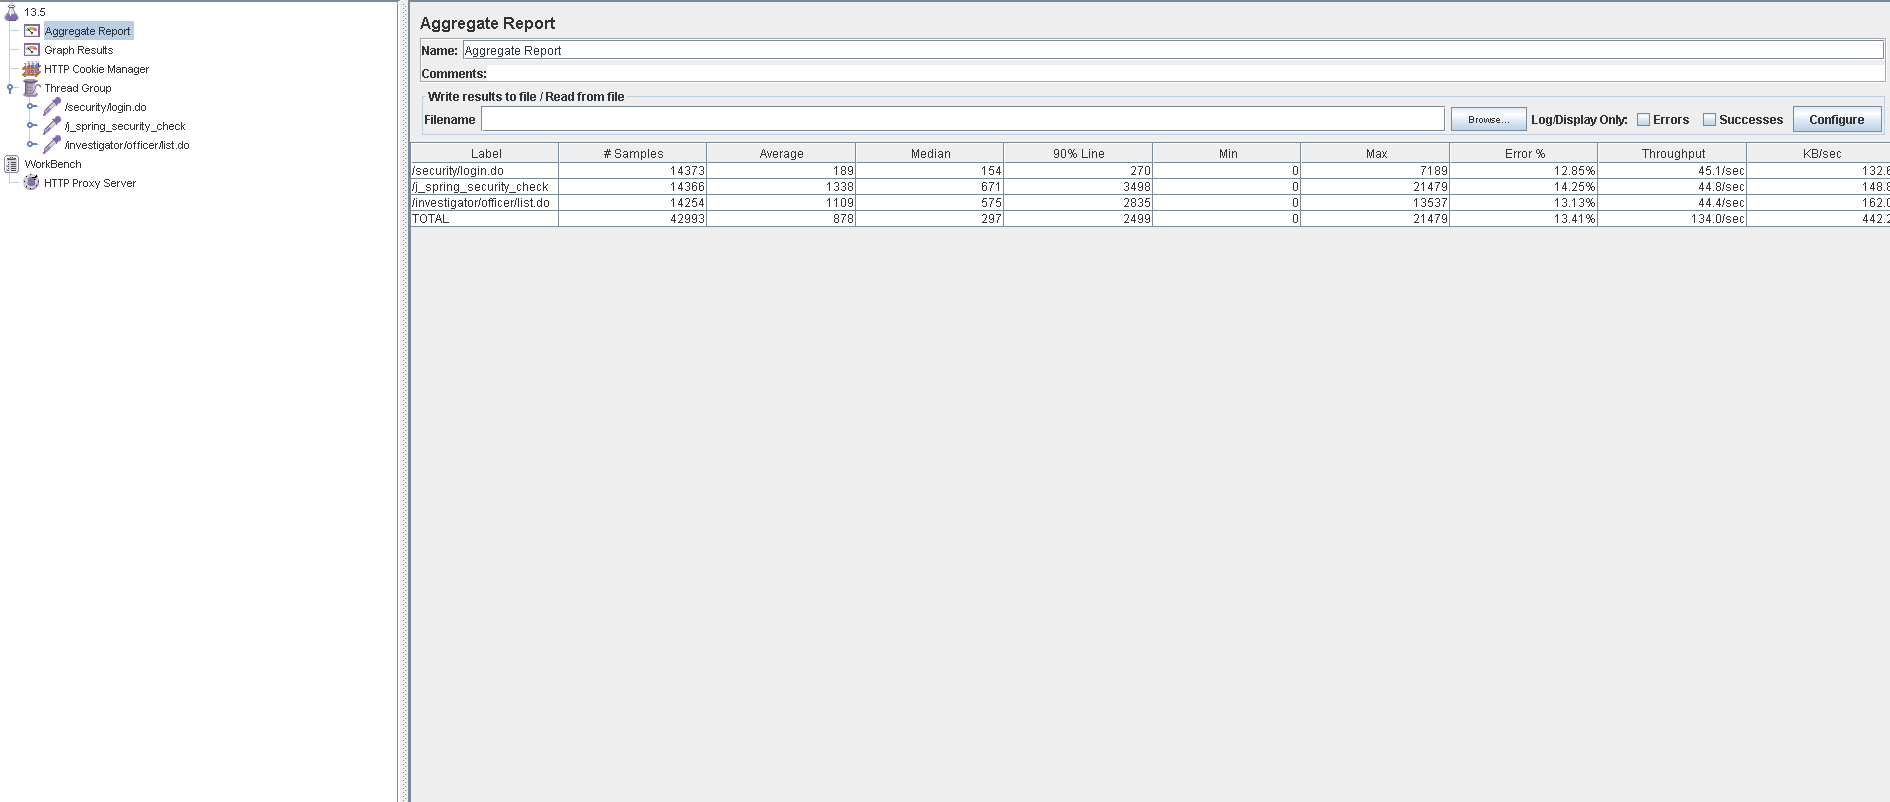 13.5
Aggregate Report
Graph Results
HTTP Cookie Manager
Thread Group
/security/login.do
/j_spring_security_check
/investigator/officer/list.do
WorkBench
HTTP Proxy Server
Aggregate Report
Name: Aggregate Report
Comments:
Write results to file / Read from file
Filename Browse... Log/Display Only: Errors Successes Configure
Label # Samples Average Median 90% Line Min Max Error % Throughput KB/sec
/security/login.do 14373 189 154 270 0 7189 12.85% 45.1/sec 132.6
/j_spring_security_check 14366 1338 671 3498 0 21479 14.25% 44.8/sec 148.8
/investigator/officer/list.do 14254 1109 575 2835 0 13537 13.13% 44.4/sec 162.0
TOTAL 42993 878 297 2499 0 21479 13.41% 134.0/sec 442.2